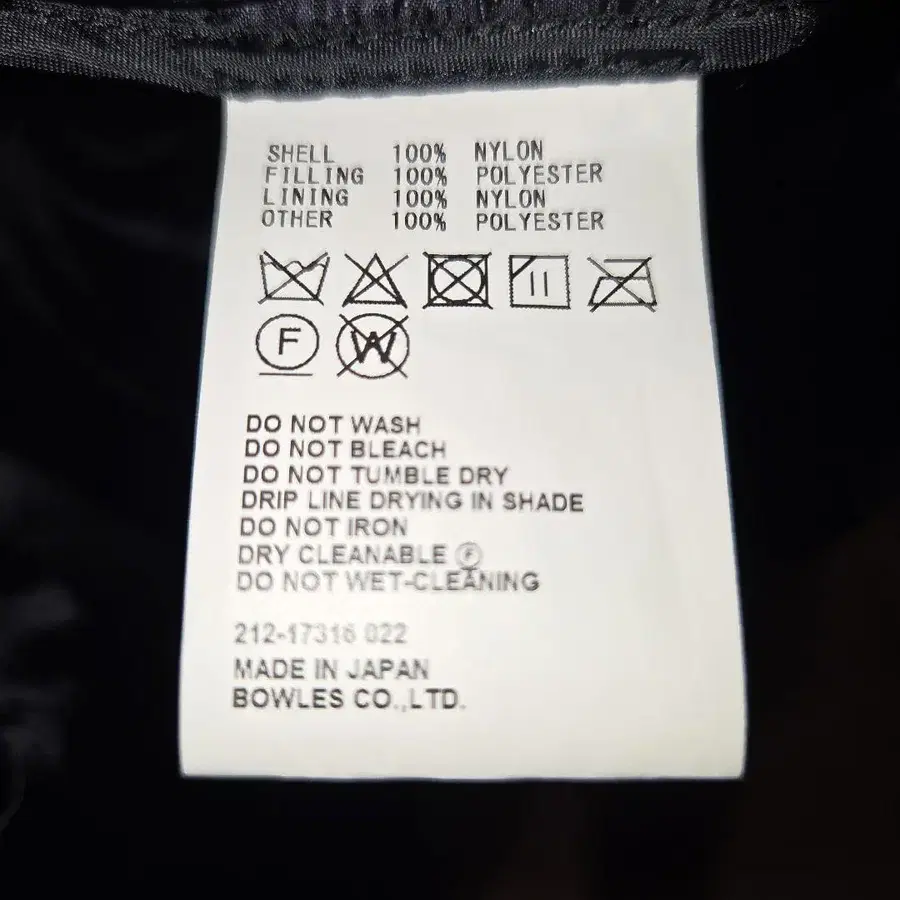 SHELL 100% NYLON
FILLING 100% POLYESTER
LINING 100% NYLON
OTHER 100% POLYESTER
F W
DO NOT WASH
DO NOT BLEACH
DO NOT TUMBLE DRY
DRIP LINE DRYING IN SHADE
DO NOT IRON
DRY CLEANABLE Ⓕ
DO NOT WET-CLEANING
212-17316 022
MADE IN JAPAN
BOWLES CO.,LTD.